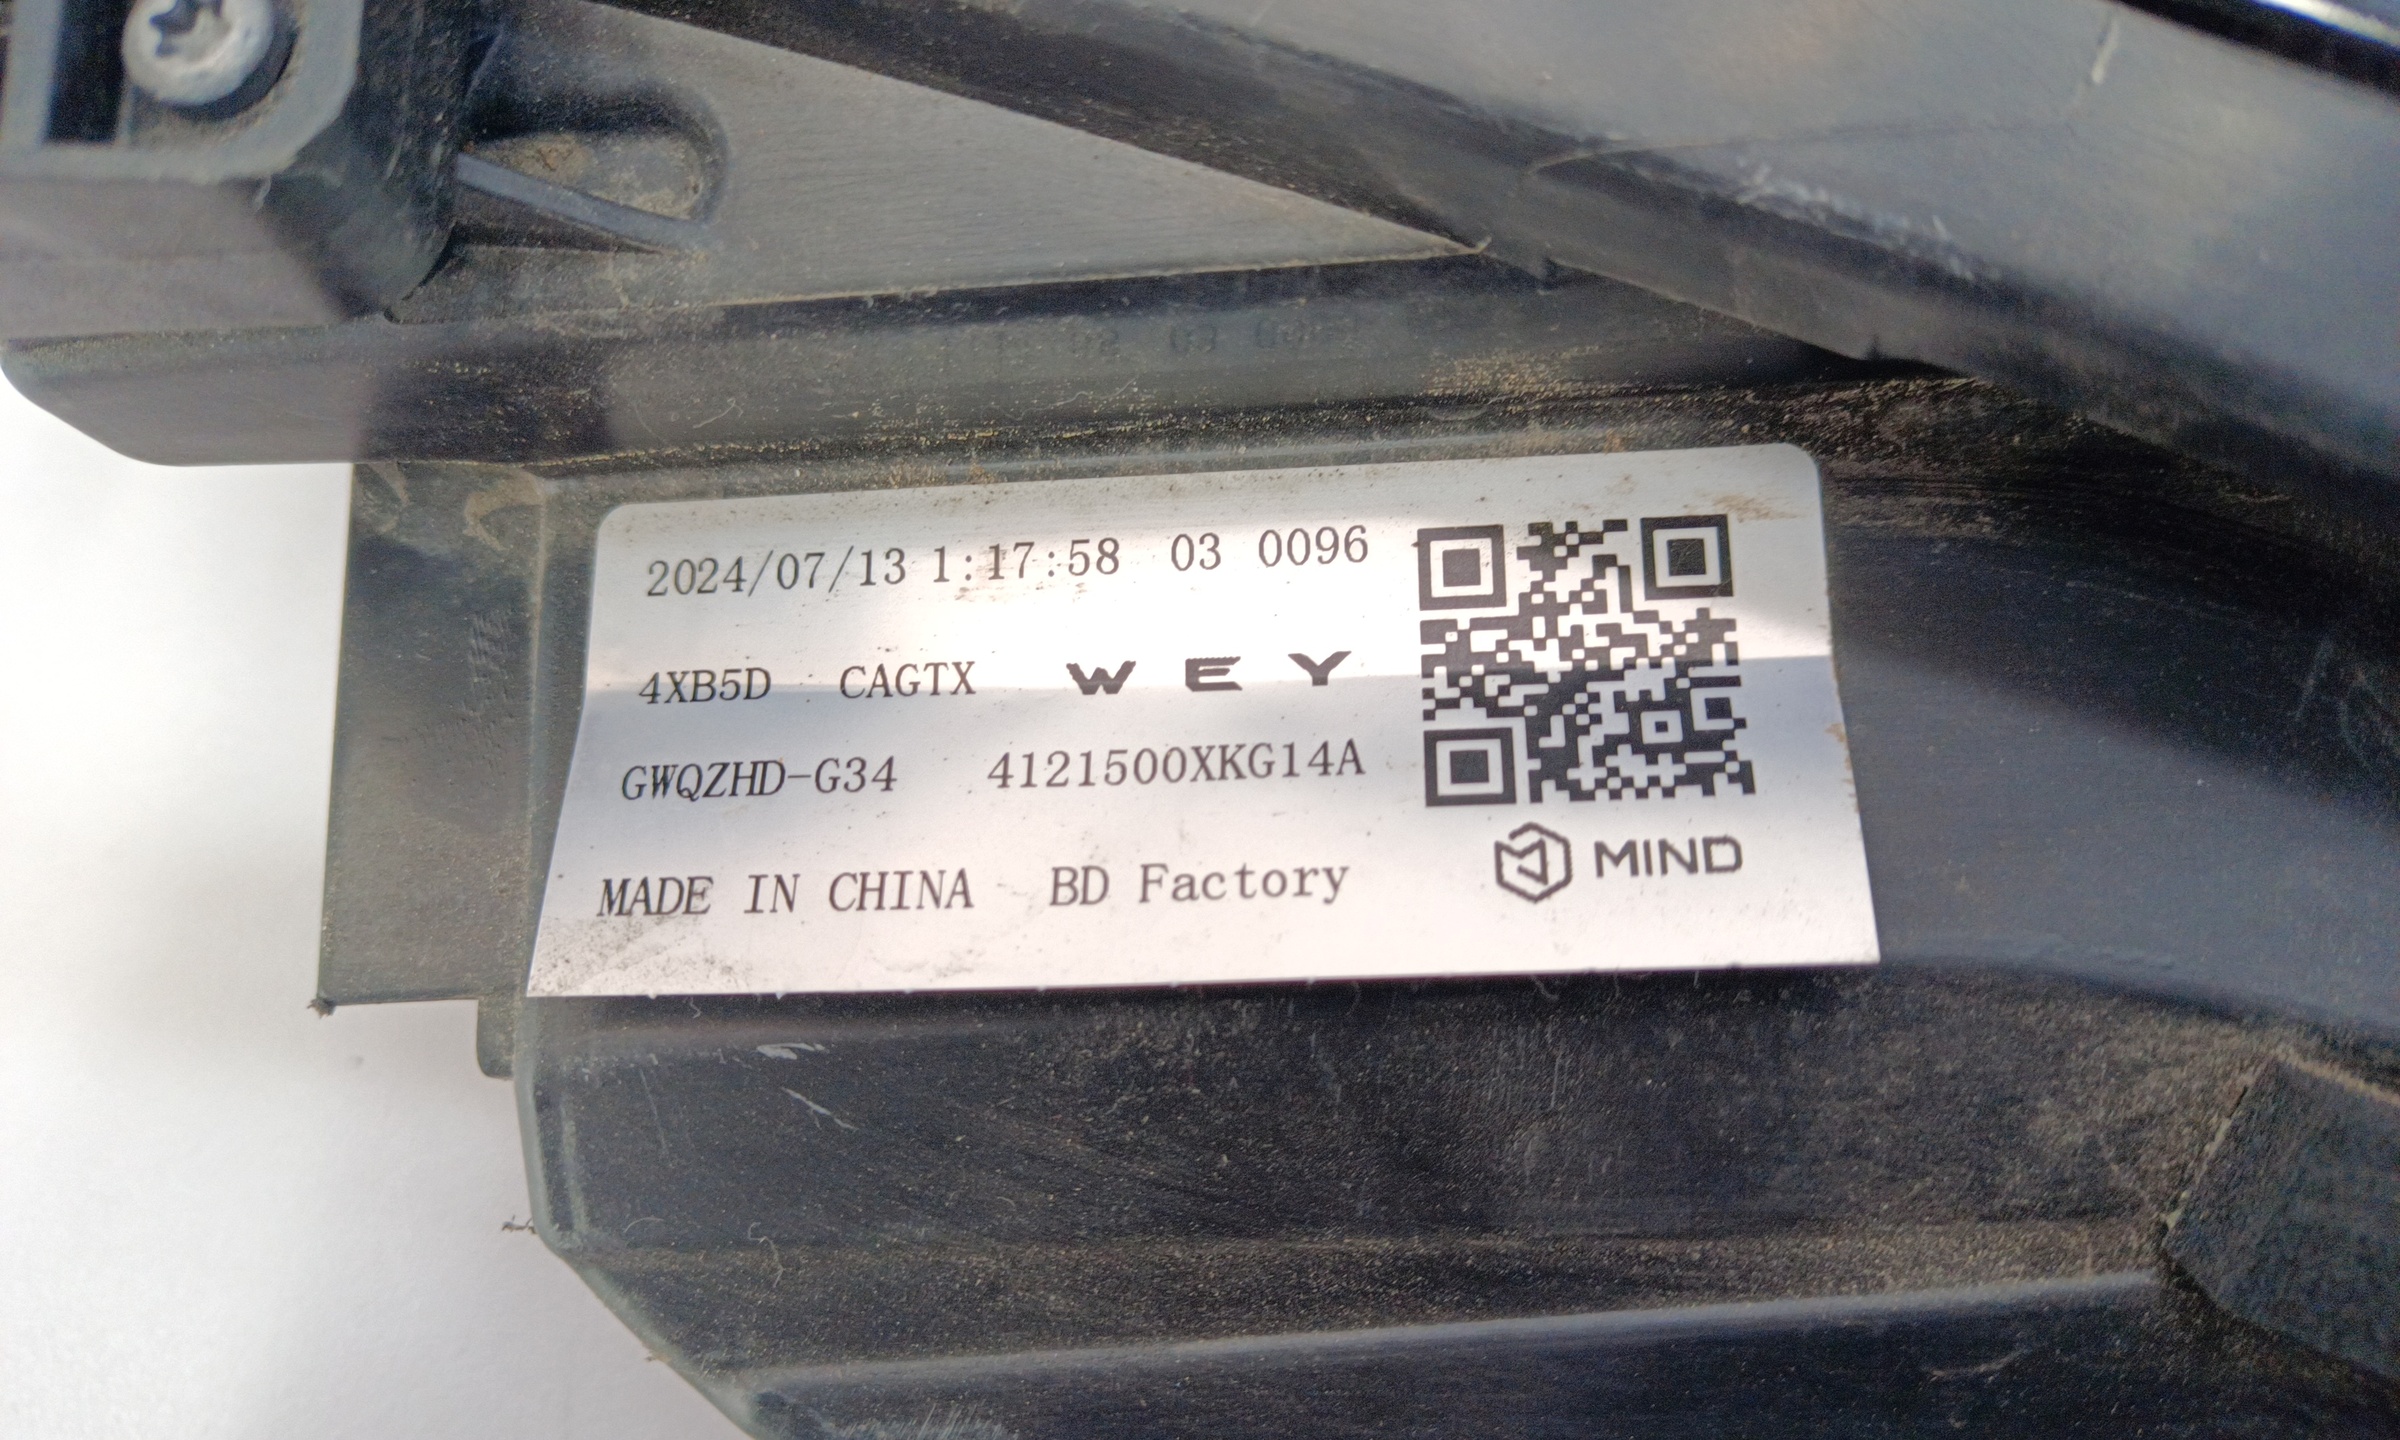 2024/07/13 1:17:58 03 0096
4XB5D CAGTX WEY
GWQZHD-G34 4121500XKG14A
MADE IN CHINA BD Factory
MIND